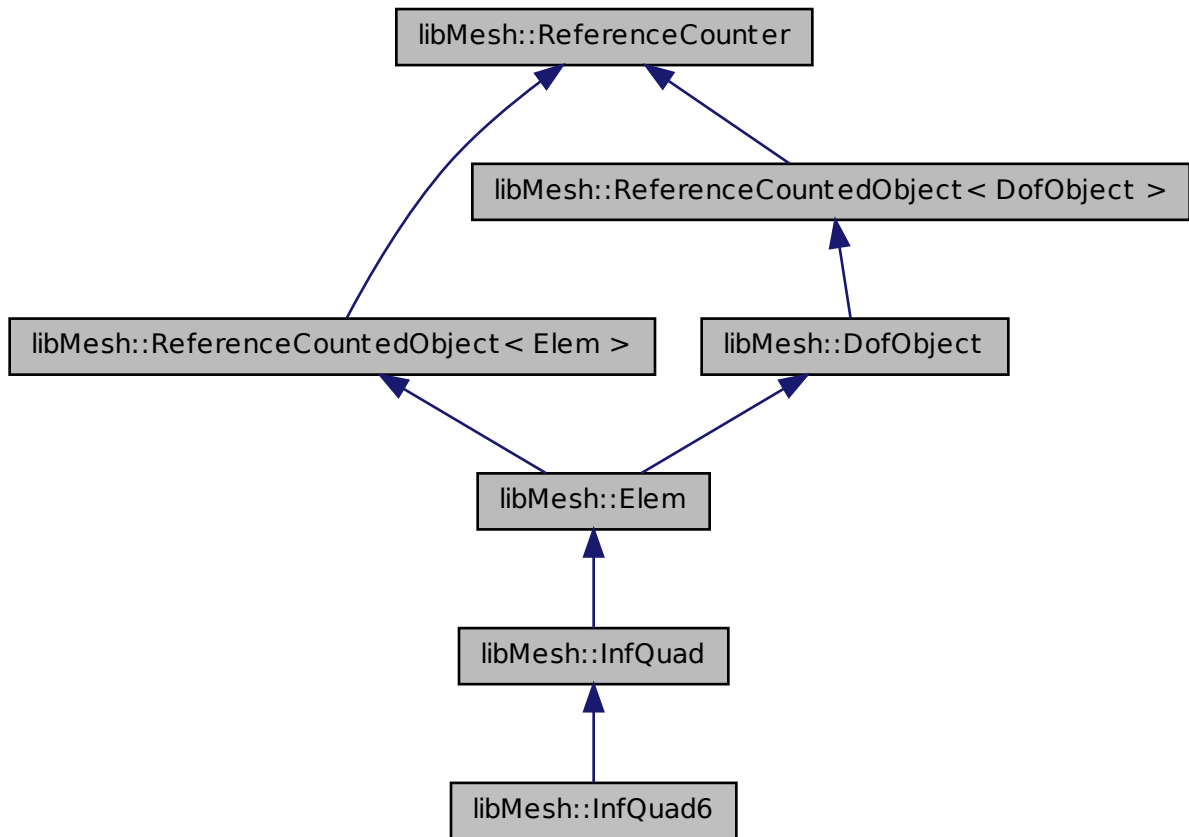 libMesh::ReferenceCounter
libMesh::ReferenceCountedObject< DofObject >
libMesh::ReferenceCountedObject< Elem >
libMesh::DofObject
libMesh::Elem
libMesh::InfQuad
libMesh::InfQuad6